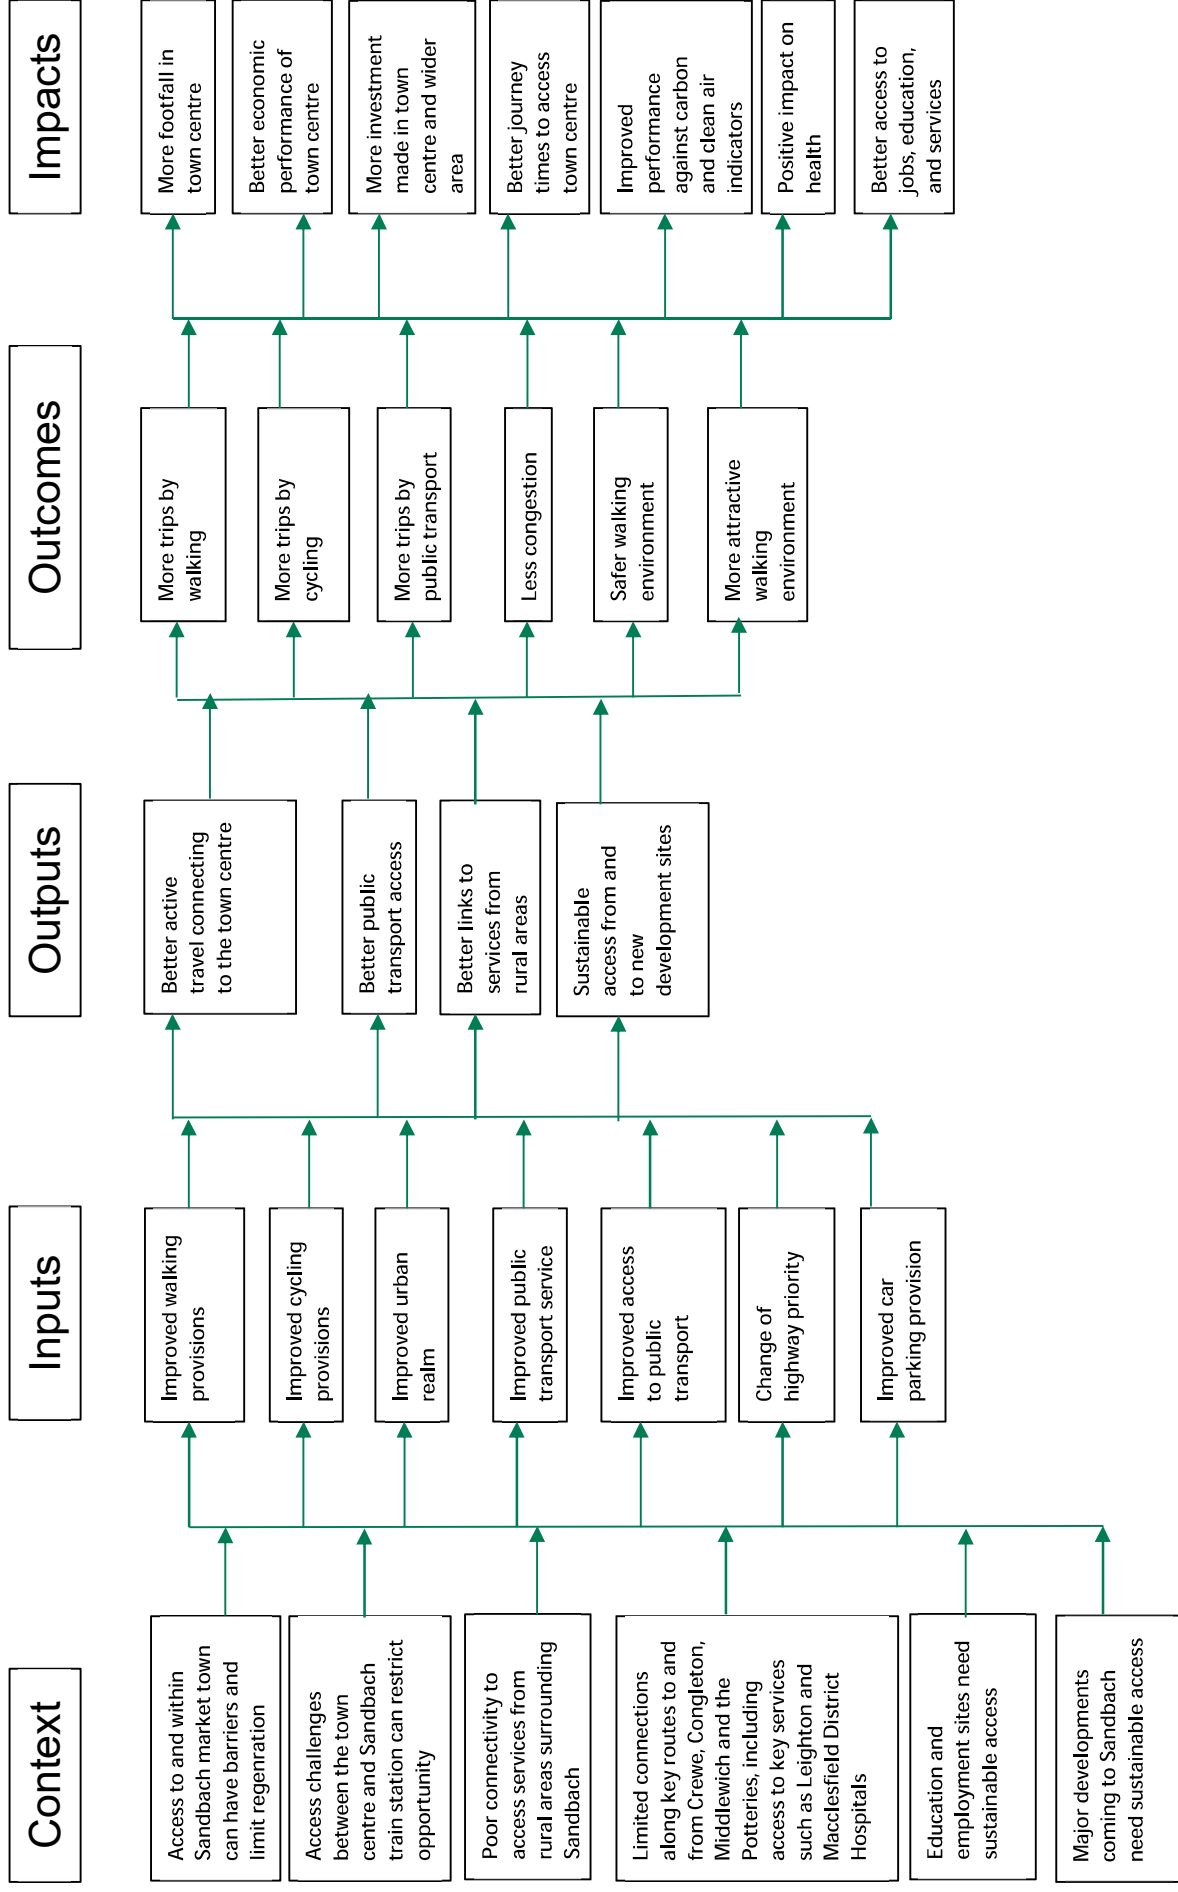 Context
Access to and within
Sandbach market town
can have barriers and
limit regenration
Access challenges
between the town
centre and Sandbach
train station can restrict
opportunity
Poor connectivity to
access services from
rural areas surrounding
Sandbach
Limited connections
along key routes to and
from Crewe, Congleton,
Middlewich and the
Potteries, including
access to key services
such as Leighton and
Macclesfield District
Hospitals
Education and
employment sites need
sustainable access
Major developments
coming to Sandbach
need sustainable access
Inputs
Improved walking
provisions
Improved cycling
provisions
Improved urban
realm
Improved public
transport service
Improved access
to public
transport
Change of
highway priority
Improved car
parking provision
Outputs
Better active
travel connecting
to the town centre
Better public
transport access
Better links to
services from
rural areas
Sustainable
access from and
to new
development sites
Outcomes
More trips by
walking
More trips by
cycling
More trips by
public transport
Less congestion
Safer walking
environment
More attractive
walking
environment
Impacts
More footfall in
town centre
Better economic
performance of
town centre
More investment
made in town
centre and wider
area
Better journey
times to access
town centre
Improved
performance
against carbon
and clean air
indicators
Positive impact on
health
Better access to
jobs, education,
and services